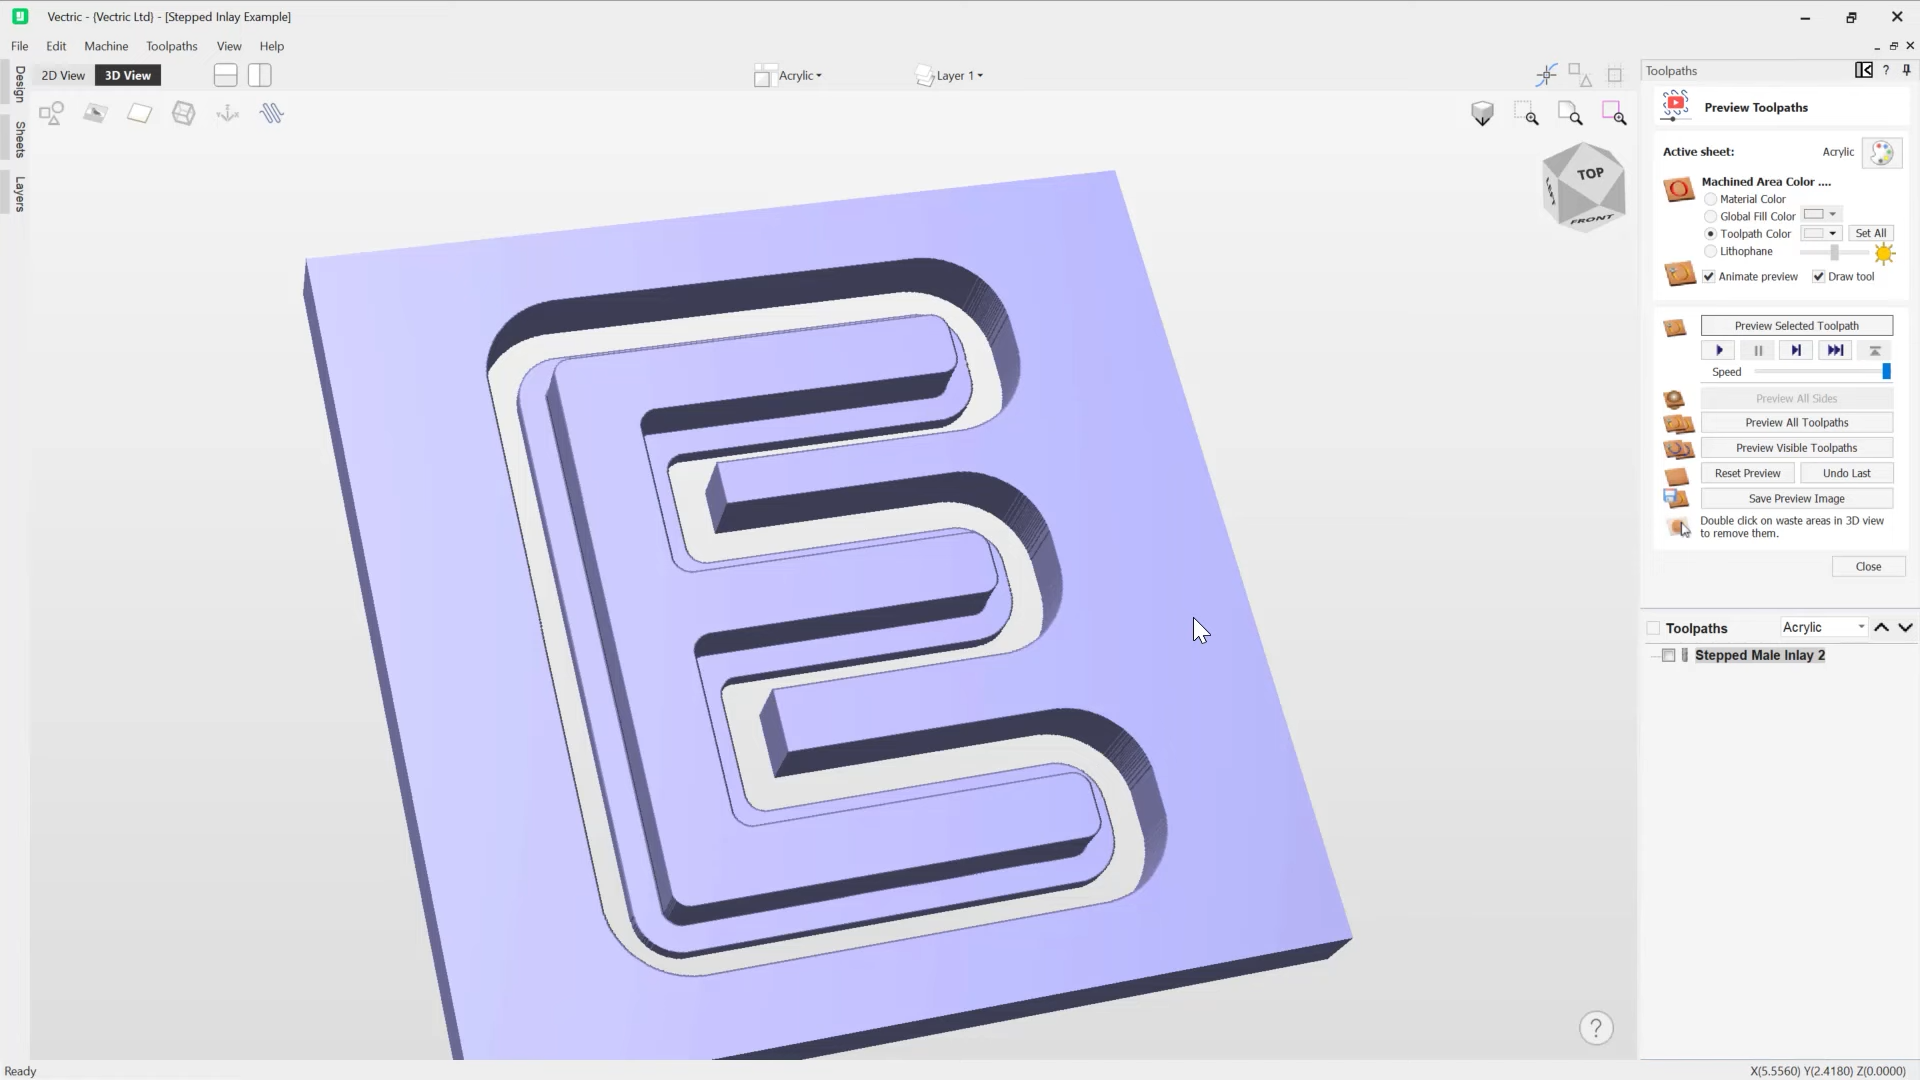 Vectric - {Vectric Ltd} - [Stepped Inlay Example]
File Edit Machine Toolpaths View Help
2D View 3D View Acrylic Layer 1
Design
Sheets
Layers
TOP
LEFT
FRONT
Toolpaths ?
Preview Toolpaths
Active sheet: Acrylic
Machined Area Color ....
Material Color
Global Fill Color
Toolpath Color Set All
Lithophane
Animate preview Draw tool
Preview Selected Toolpath
Speed
Preview All Sides
Preview All Toolpaths
Preview Visible Toolpaths
Reset Preview Undo Last
Save Preview Image
Double click on waste areas in 3D view
to remove them.
Close
Toolpaths Acrylic
Stepped Male Inlay 2
?
Ready X(5.5560) Y(2.4180) Z(0.0000)